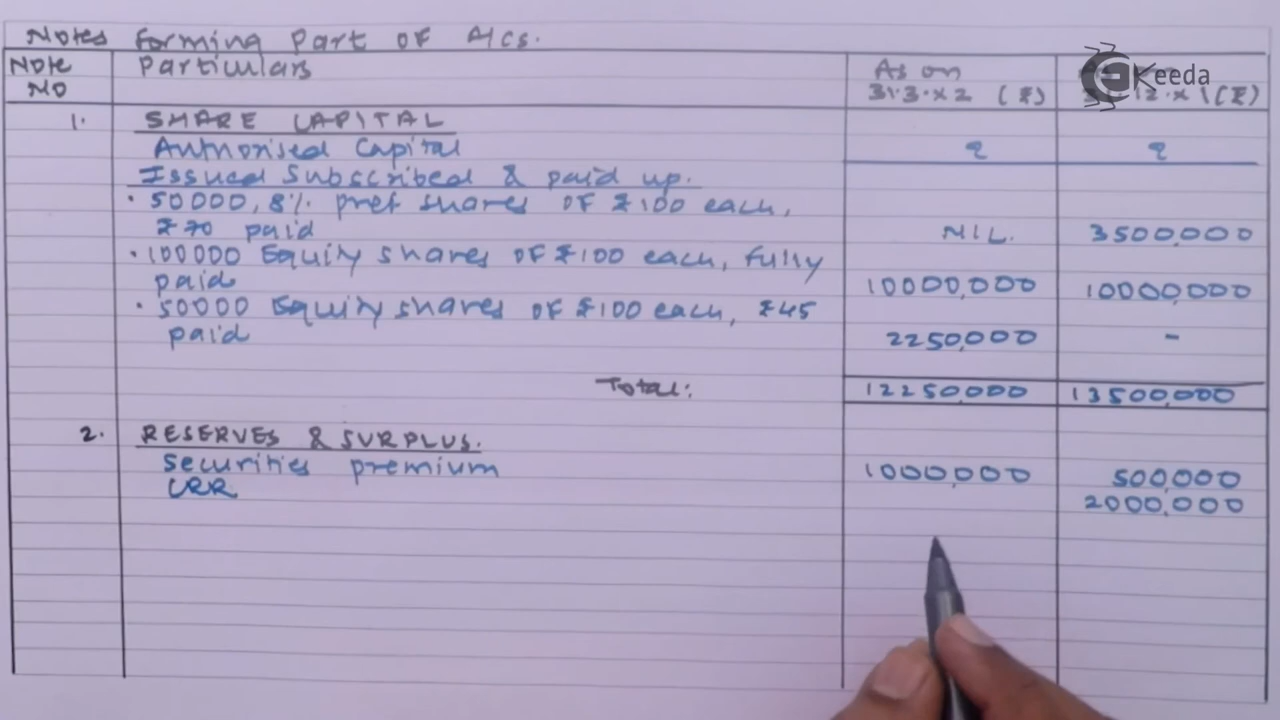 Notes forming Part OF A/cs.
Note No Particulars As on 31.3.X2 (₹) 31.12.X1 (₹)
Keeda
1. SHARE CAPITAL
Authorised Capital ? ?
Issued Subscribed & paid up.
• 50000, 8% pref shares OF ₹100 each,
₹70 paid NIL. 3500,000
• 100000 Equity shares OF ₹100 each, fully
paid 10000,000 10000,000
• 50000 Equity shares OF ₹100 each, ₹45
paid 2250,000 -
Total: 12250,000 13500,000
2. RESERVES & SURPLUS.
Securities premium 1000,000 500,000
CRR 2000,000